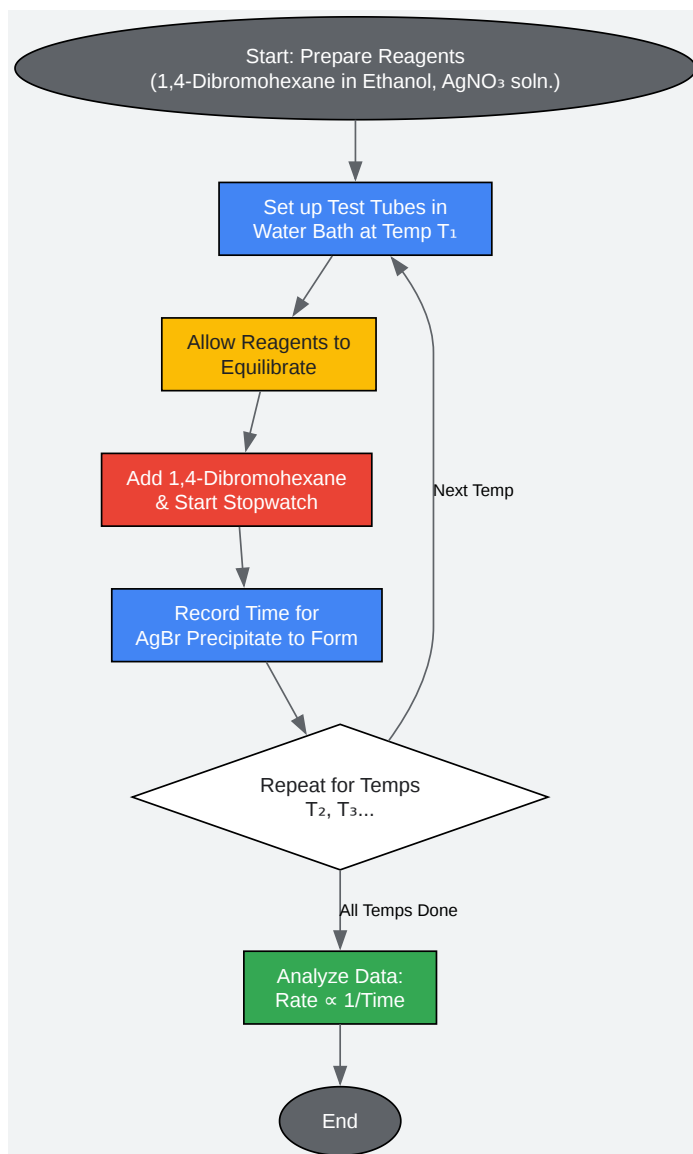 Start: Prepare Reagents
(1,4-Dibromohexane in Ethanol, AgNO₃ soln.)
Set up Test Tubes in
Water Bath at Temp T₁
Allow Reagents to
Equilibrate
Add 1,4-Dibromohexane
& Start Stopwatch
Next Temp
Record Time for
AgBr Precipitate to Form
Repeat for Temps
T₂, T₃...
All Temps Done
Analyze Data:
Rate ∝ 1/Time
End